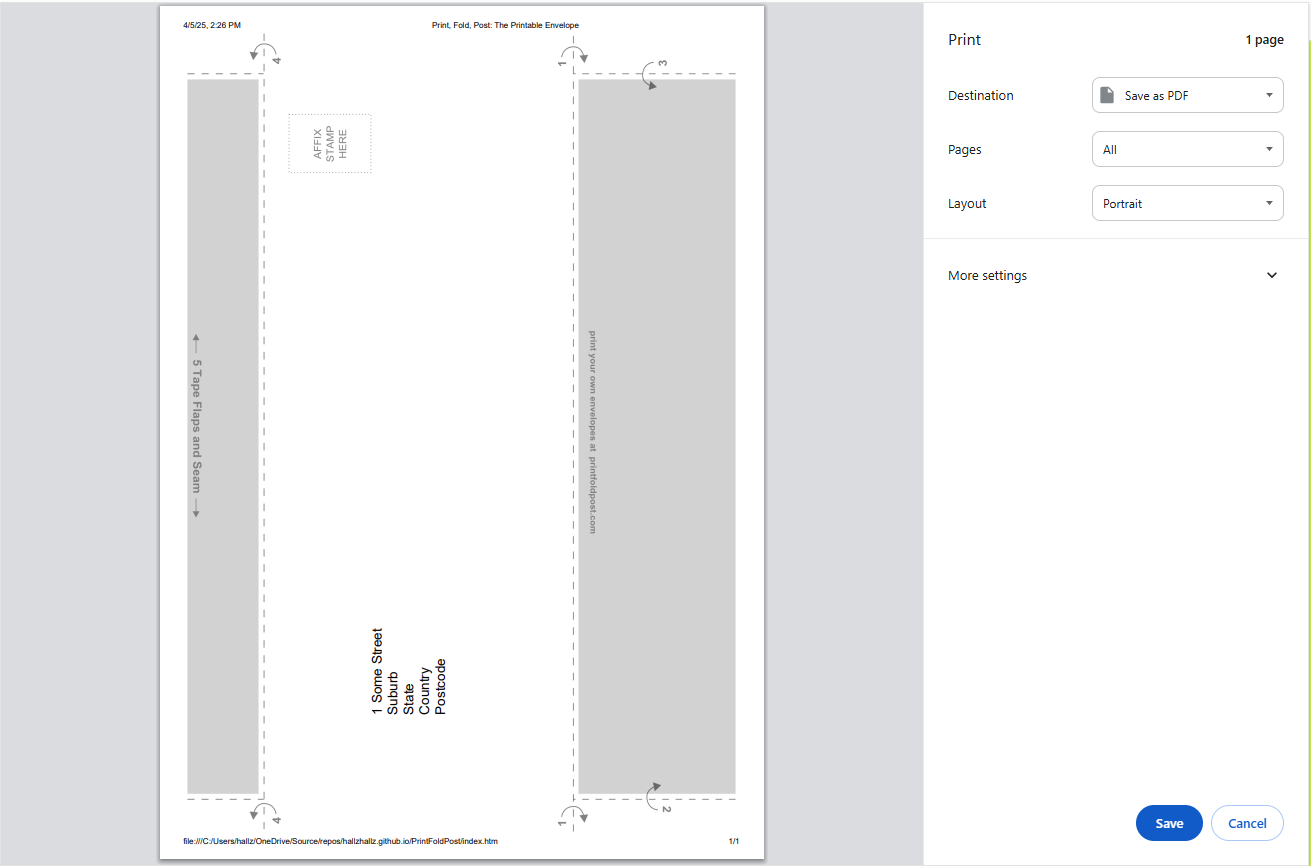 4/5/25, 2:26 PM
Print, Fold, Post: The Printable Envelope
4
1
3
AFFIX
STAMP
HERE
5 Tape Flaps and Seam
print your own envelopes at printfoldpost.com
1 Some Street
Suburb
State
Country
Postcode
4
1
2
file:///C:/Users/hallz/OneDrive/Source/repos/hallzhallz.github.io/PrintFoldPost/index.htm
1/1
Print
1 page
Destination
Save as PDF
Pages
All
Layout
Portrait
More settings
Save
Cancel